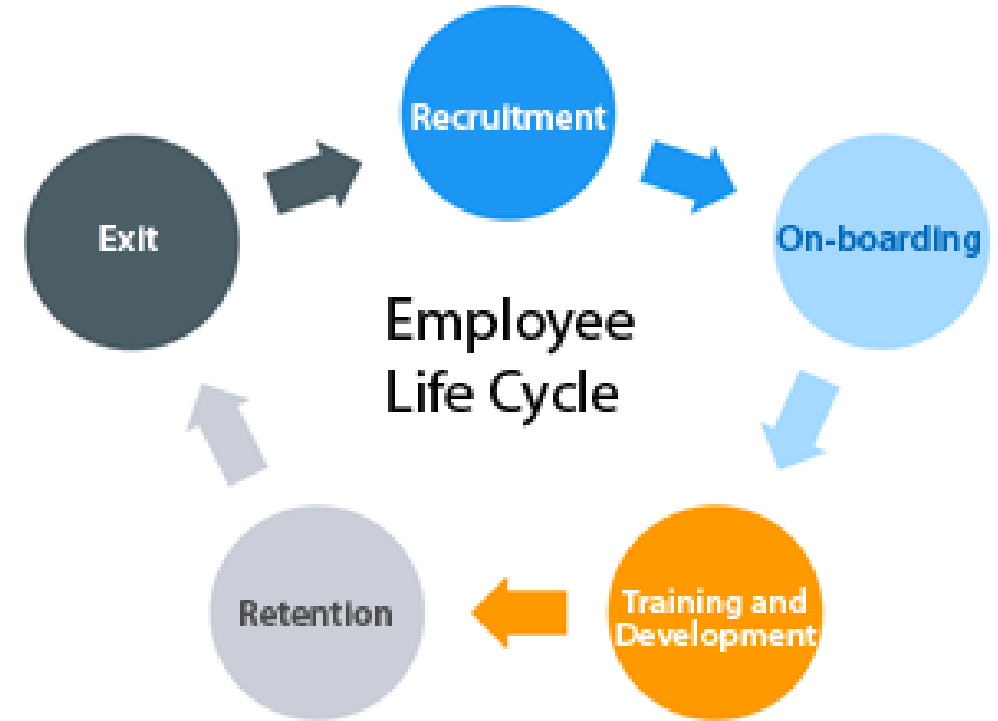 Recruitment
On-boarding
Training and
Development
Retention
Exit
Employee
Life Cycle